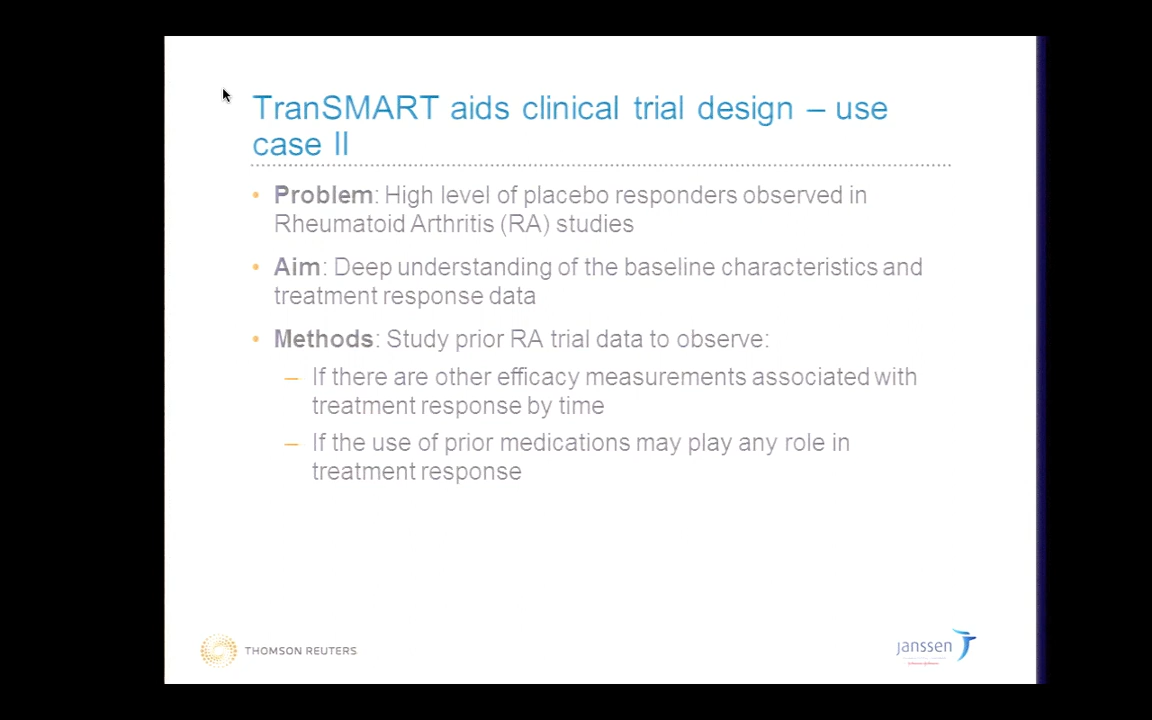 TranSMART aids clinical trial design – use
case II
• Problem: High level of placebo responders observed in
Rheumatoid Arthritis (RA) studies
• Aim: Deep understanding of the baseline characteristics and
treatment response data
• Methods: Study prior RA trial data to observe:
– If there are other efficacy measurements associated with
treatment response by time
– If the use of prior medications may play any role in
treatment response
THOMSON REUTERS
janssen